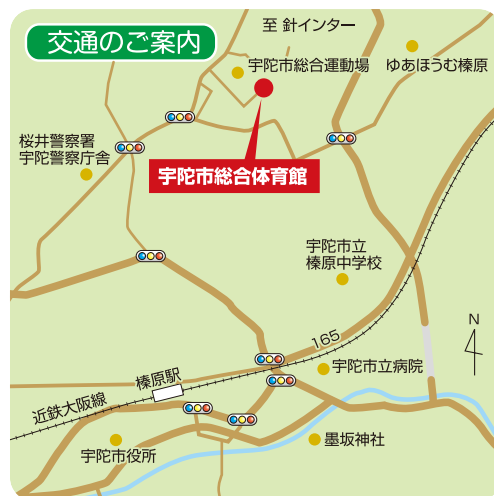 交通のご案内
至 針インター
宇陀市総合運動場
ゆあほうむ榛原
桜井警察署
宇陀警察庁舎
宇陀市総合体育館
宇陀市立
榛原中学校
N
165
榛原駅
宇陀市立病院
近鉄大阪線
墨坂神社
宇陀市役所